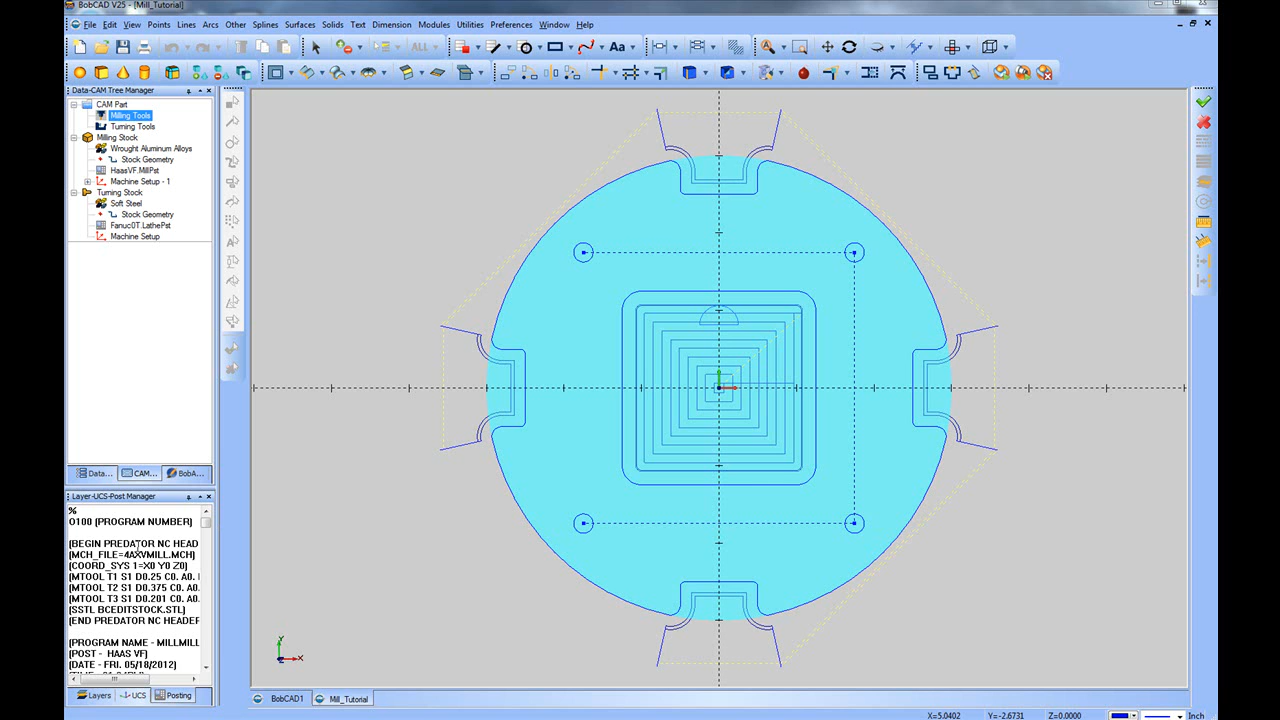 BobCAD V25 - [Mill_Tutorial]
File Edit View Points Lines Arcs Other Splines Surfaces Solids Text Dimension Modules Utilities Preferences Window Help
ALL
Aa
Data-CAM Tree Manager
CAM Part
Milling Tools
Turning Tools
Milling Stock
Wrought Aluminum Alloys
Stock Geometry
HaasVF.MillPst
Machine Setup - 1
Turning Stock
Soft Steel
Stock Geometry
Fanuc0T.LathePst
Machine Setup
Data... CAM... BobA...
Layer-UCS-Post Manager
%
O100 (PROGRAM NUMBER)
(BEGIN PREDATOR NC HEAD
(MCH_FILE=4AXVMILL.MCH)
(COORD_SYS 1=X0 Y0 Z0)
(MTOOL T1 S1 D0.25 C0. A0.
(MTOOL T2 S1 D0.375 C0. A0.
(MTOOL T3 S1 D0.201 C0. A0.
(SSTL BCEDITSTOCK.STL)
(END PREDATOR NC HEADER
(PROGRAM NAME - MILLMILL
(POST - HAAS VF)
(DATE - FRI. 05/18/2012)
Layers UCS Posting
Y
X
Z
BobCAD1 Mill_Tutorial
X=5.0402 Y=-2.6731 Z=0.0000 Inch